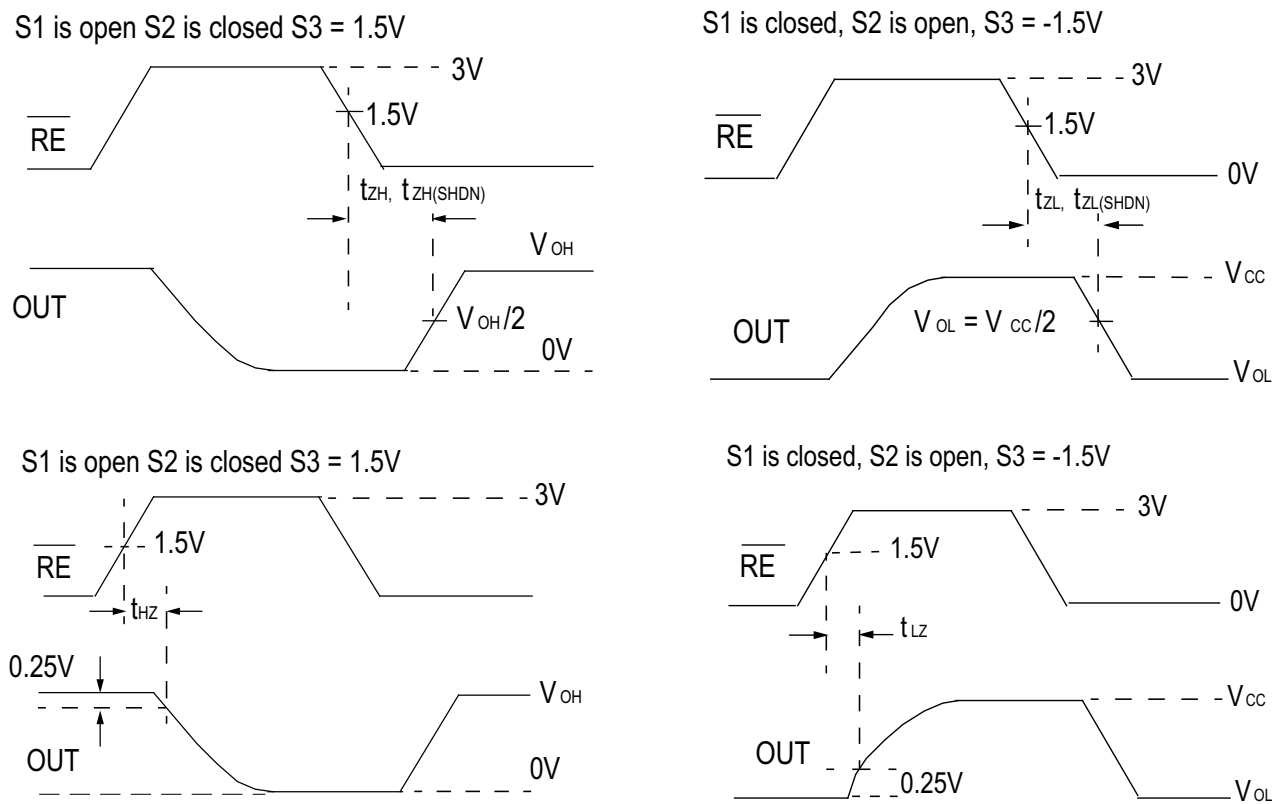 S1 is open S2 is closed S3 = 1.5V
3V
1.5V
RE
tZH, tZH(SHDN)
VOH
OUT
VOH/2
0V
S1 is closed, S2 is open, S3 = -1.5V
3V
1.5V
RE
0V
tZL, tZL(SHDN)
VCC
OUT
VOL = VCC/2
VOL
S1 is open S2 is closed S3 = 1.5V
3V
1.5V
RE
tHZ
0.25V
VOH
OUT
0V
S1 is closed, S2 is open, S3 = -1.5V
3V
1.5V
RE
0V
tLZ
VCC
OUT
0.25V
VOL